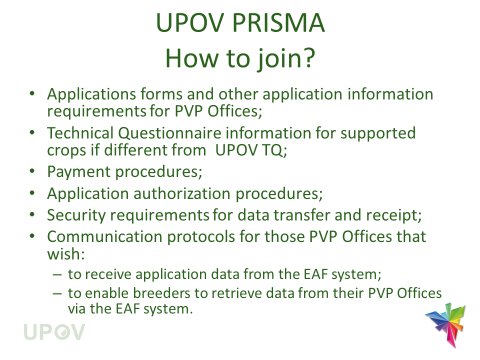 UPOV PRISMA
How to join?
• Applications forms and other application information
requirements for PVP Offices;
• Technical Questionnaire information for supported
crops if different from UPOV TQ;
• Payment procedures;
• Application authorization procedures;
• Security requirements for data transfer and receipt;
• Communication protocols for those PVP Offices that
wish:
– to receive application data from the EAF system;
– to enable breeders to retrieve data from their PVP Offices
via the EAF system.
UPOV